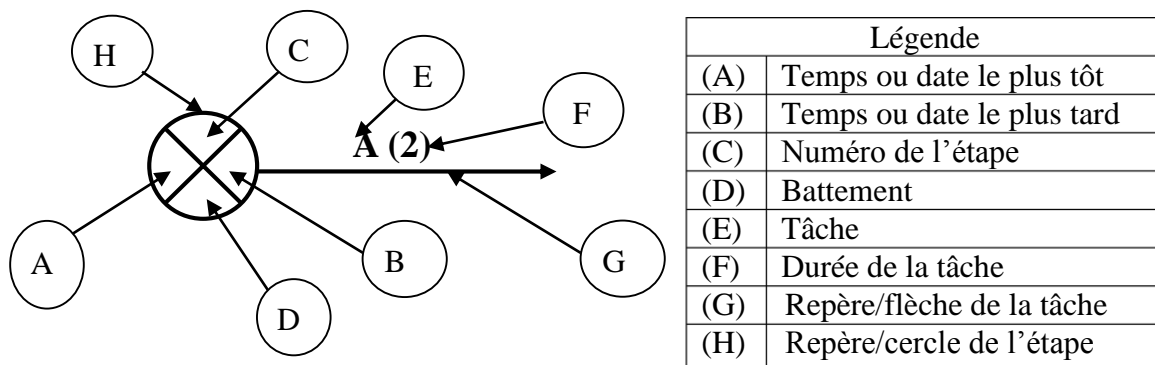 H
C
E
F
A (2)
A
D
B
G
Légende
(A) Temps ou date le plus tôt
(B) Temps ou date le plus tard
(C) Numéro de l’étape
(D) Battement
(E) Tâche
(F) Durée de la tâche
(G) Repère/flèche de la tâche
(H) Repère/cercle de l’étape